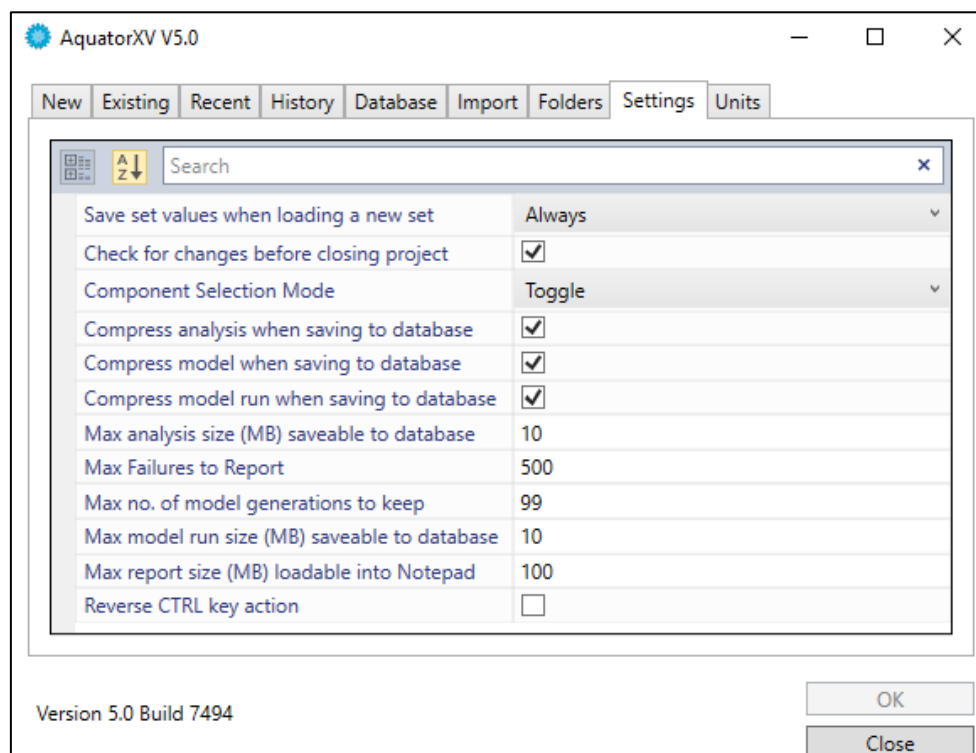 AquatorXV V5.0
New Existing Recent History Database Import Folders Settings Units
A Z Search
Save set values when loading a new set Always
Check for changes before closing project
Component Selection Mode Toggle
Compress analysis when saving to database
Compress model when saving to database
Compress model run when saving to database
Max analysis size (MB) saveable to database 10
Max Failures to Report 500
Max no. of model generations to keep 99
Max model run size (MB) saveable to database 10
Max report size (MB) loadable into Notepad 100
Reverse CTRL key action
OK
Version 5.0 Build 7494
Close